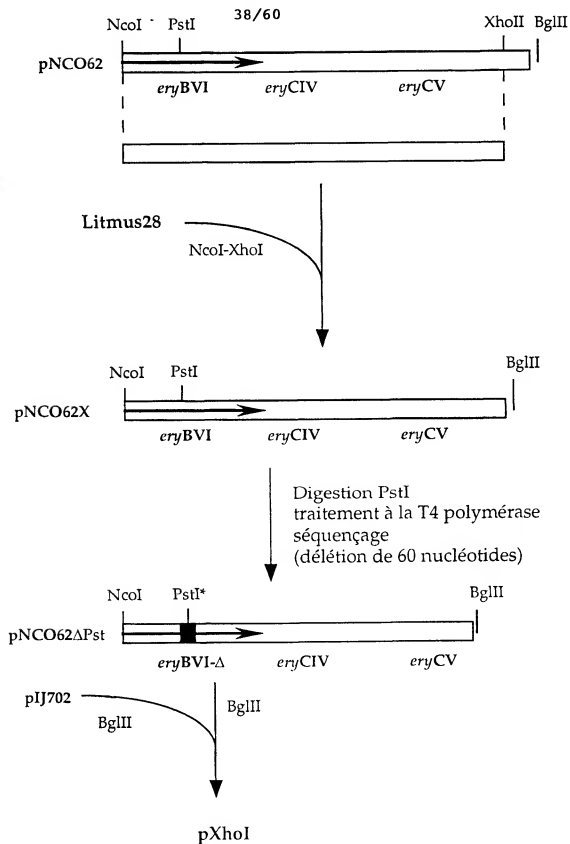 38/60
NcoI PstI XhoII BglII
pNCO62
eryBVI eryCIV eryCV
Litmus28
NcoI-XhoI
NcoI PstI BglII
pNCO62X
eryBVI eryCIV eryCV
Digestion PstI
traitement à la T4 polymérase
séquençage
(délétion de 60 nucléotides)
NcoI PstI* BglII
pNCO62ΔPst
eryBVI-Δ eryCIV eryCV
pIJ702
BglII BglII
pXhoI